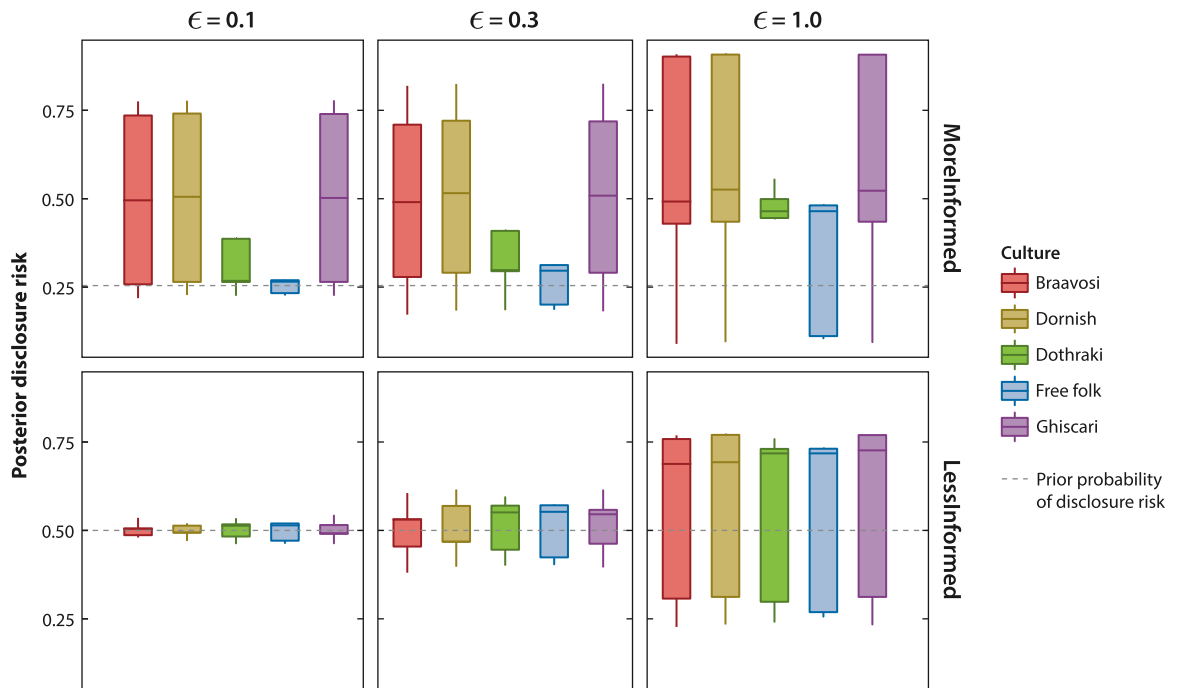 ϵ = 0.1
ϵ = 0.3
ϵ = 1.0
Posterior disclosure risk
0.75
0.50
0.25
MoreInformed
0.75
0.50
0.25
LessInformed
Culture
Braavosi
Dornish
Dothraki
Free folk
Ghiscari
Prior probability
of disclosure risk